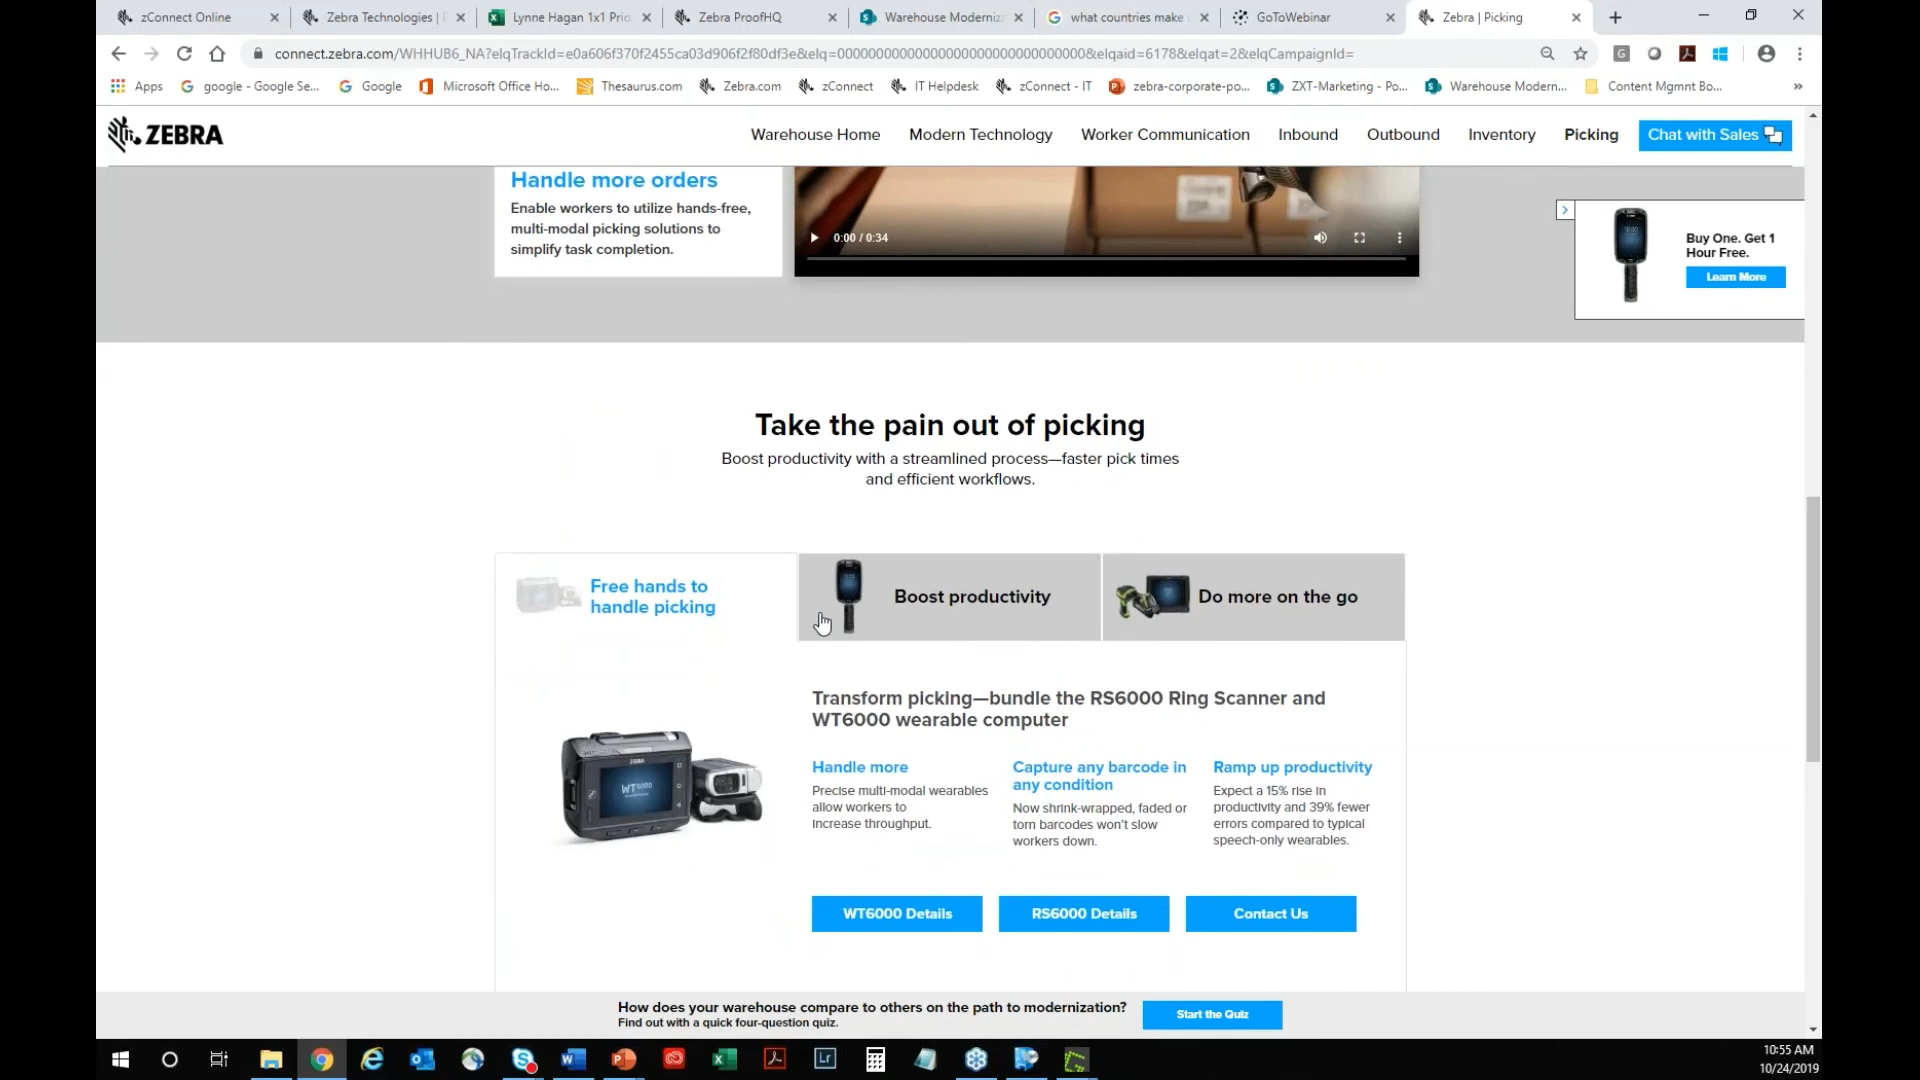 zConnect Online
Zebra Technologies |
Lynne Hagan 1x1 Prio
Zebra ProofHQ
Warehouse Moderniz
what countries make
GoToWebinar
Zebra | Picking
connect.zebra.com/WHHUB6_NA?elqTrackId=e0a606f370f2455ca03d906f2f80df3e&elq=00000000000000000000000000000000&elqaid=6178&elqat=2&elqCampaignId=
Apps
google - Google Se...
Google
Microsoft Office Ho...
Thesaurus.com
Zebra.com
zConnect
IT Helpdesk
zConnect - IT
zebra-corporate-po...
ZXT-Marketing - Po...
Warehouse Modern...
Content Mgmnt Bo...
ZEBRA
Warehouse Home
Modern Technology
Worker Communication
Inbound
Outbound
Inventory
Picking
Chat with Sales
Handle more orders
Enable workers to utilize hands-free,
multi-modal picking solutions to
simplify task completion.
0:00 / 0:34
Buy One. Get 1
Hour Free.
Learn More
Take the pain out of picking
Boost productivity with a streamlined process—faster pick times
and efficient workflows.
Free hands to
handle picking
Boost productivity
Do more on the go
Transform picking—bundle the RS6000 Ring Scanner and
WT6000 wearable computer
ZEBRA
WT6000
Handle more
Precise multi-modal wearables
allow workers to
increase throughput.
Capture any barcode in
any condition
Now shrink-wrapped, faded or
torn barcodes won't slow
workers down.
Ramp up productivity
Expect a 15% rise in
productivity and 39% fewer
errors compared to typical
speech-only wearables.
WT6000 Details
RS6000 Details
Contact Us
How does your warehouse compare to others on the path to modernization?
Find out with a quick four-question quiz.
Start the Quiz
10:55 AM
10/24/2019